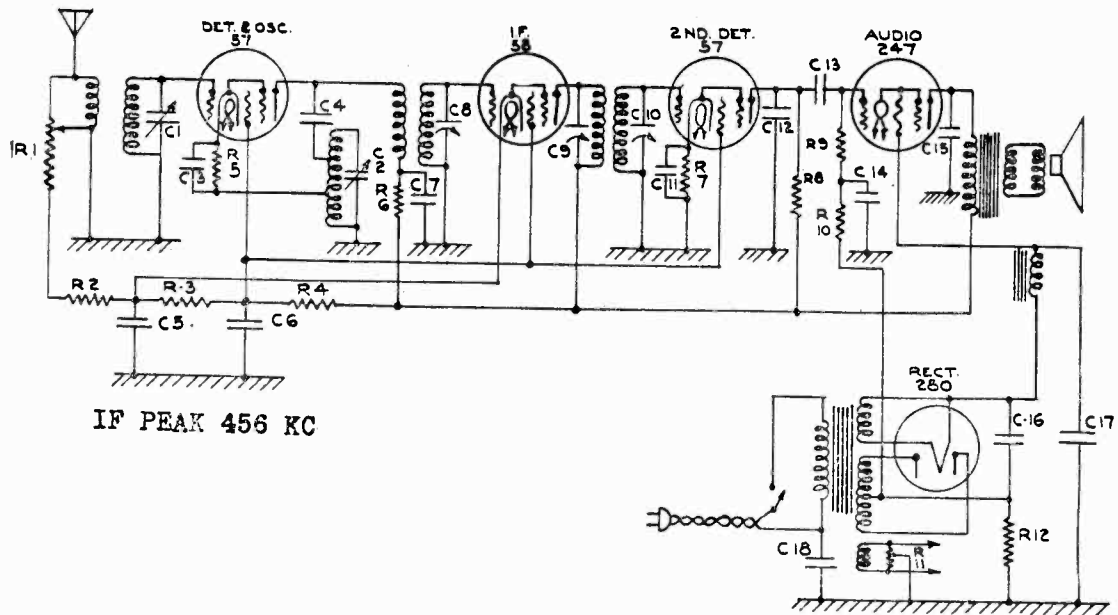 DET. & OSC.
57
I.F.
58
2ND. DET.
57
AUDIO
247
C13
C4
C8
C10
C1
C12
C15
R1
C3
R5
C2
R6
C7
C9
C11
R7
R8
R9
C14
R10
R2
R-3
R4
C5.
C6
RECT.
280
IF PEAK 456 KC
C-16
C17
R12
C18
R11